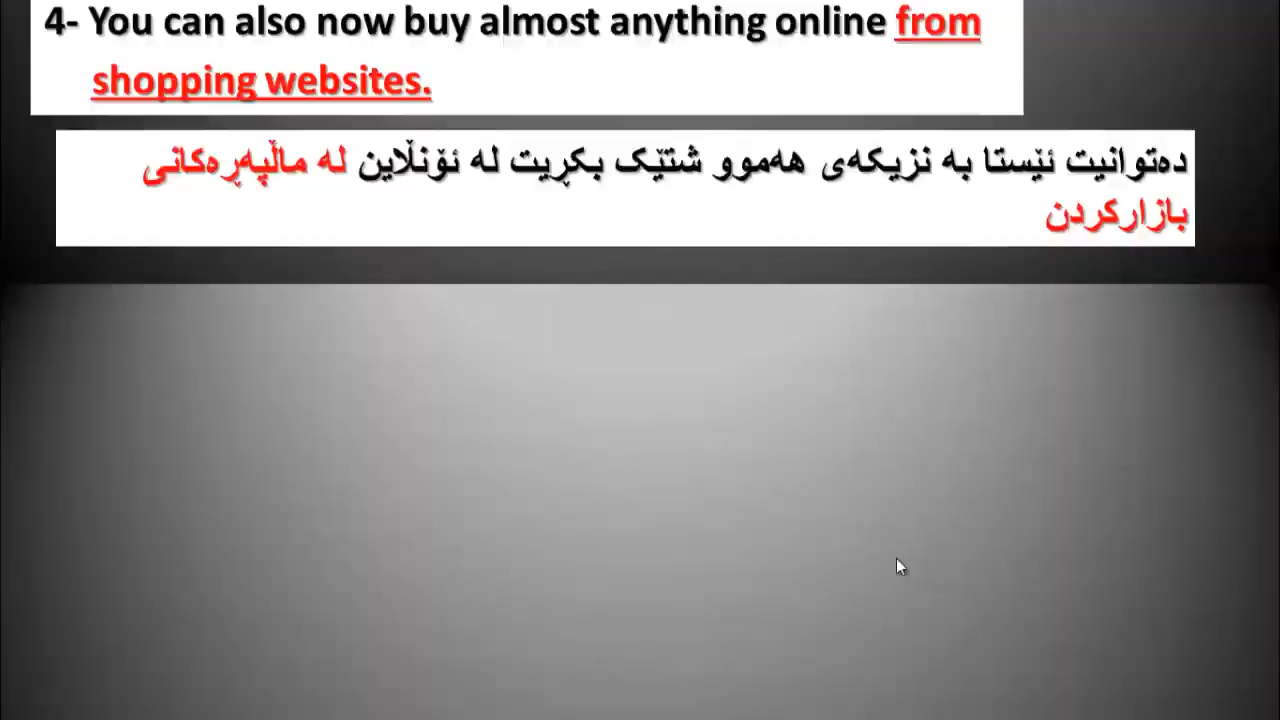 4- You can also now buy almost anything online from
shopping websites.
دەتوانیت ئێستا بە نزیکەی هەموو شتێک بکڕیت لە ئۆنڵاین لە ماڵپەڕەکانی
بازارکردن